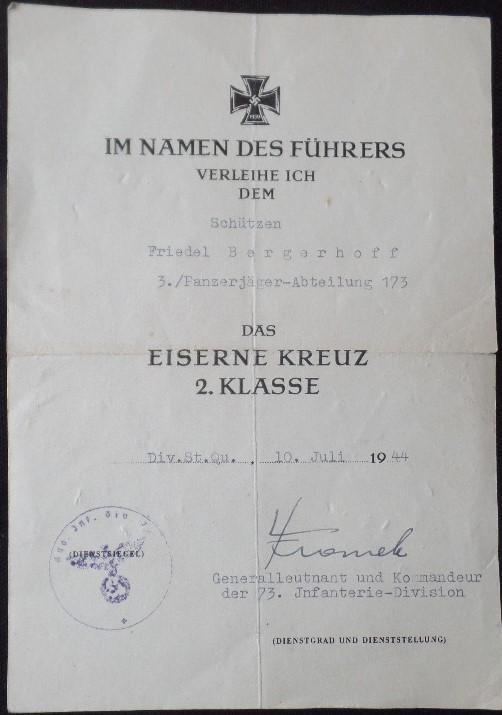 1939
IM NAMEN DES FÜHRERS
VERLEIHE ICH
DEM
Schützen
Friedel Bergerhoff
3./Panzerjäger-Abteilung 173
DAS
EISERNE KREUZ
2. KLASSE
Div.St.Qu. , 10. Juli 1944
(DIENSTSIEGEL)
Generalleutnant und Kommandeur
der 73. Jnfanterie-Division
(DIENSTGRAD UND DIENSTSTELLUNG)